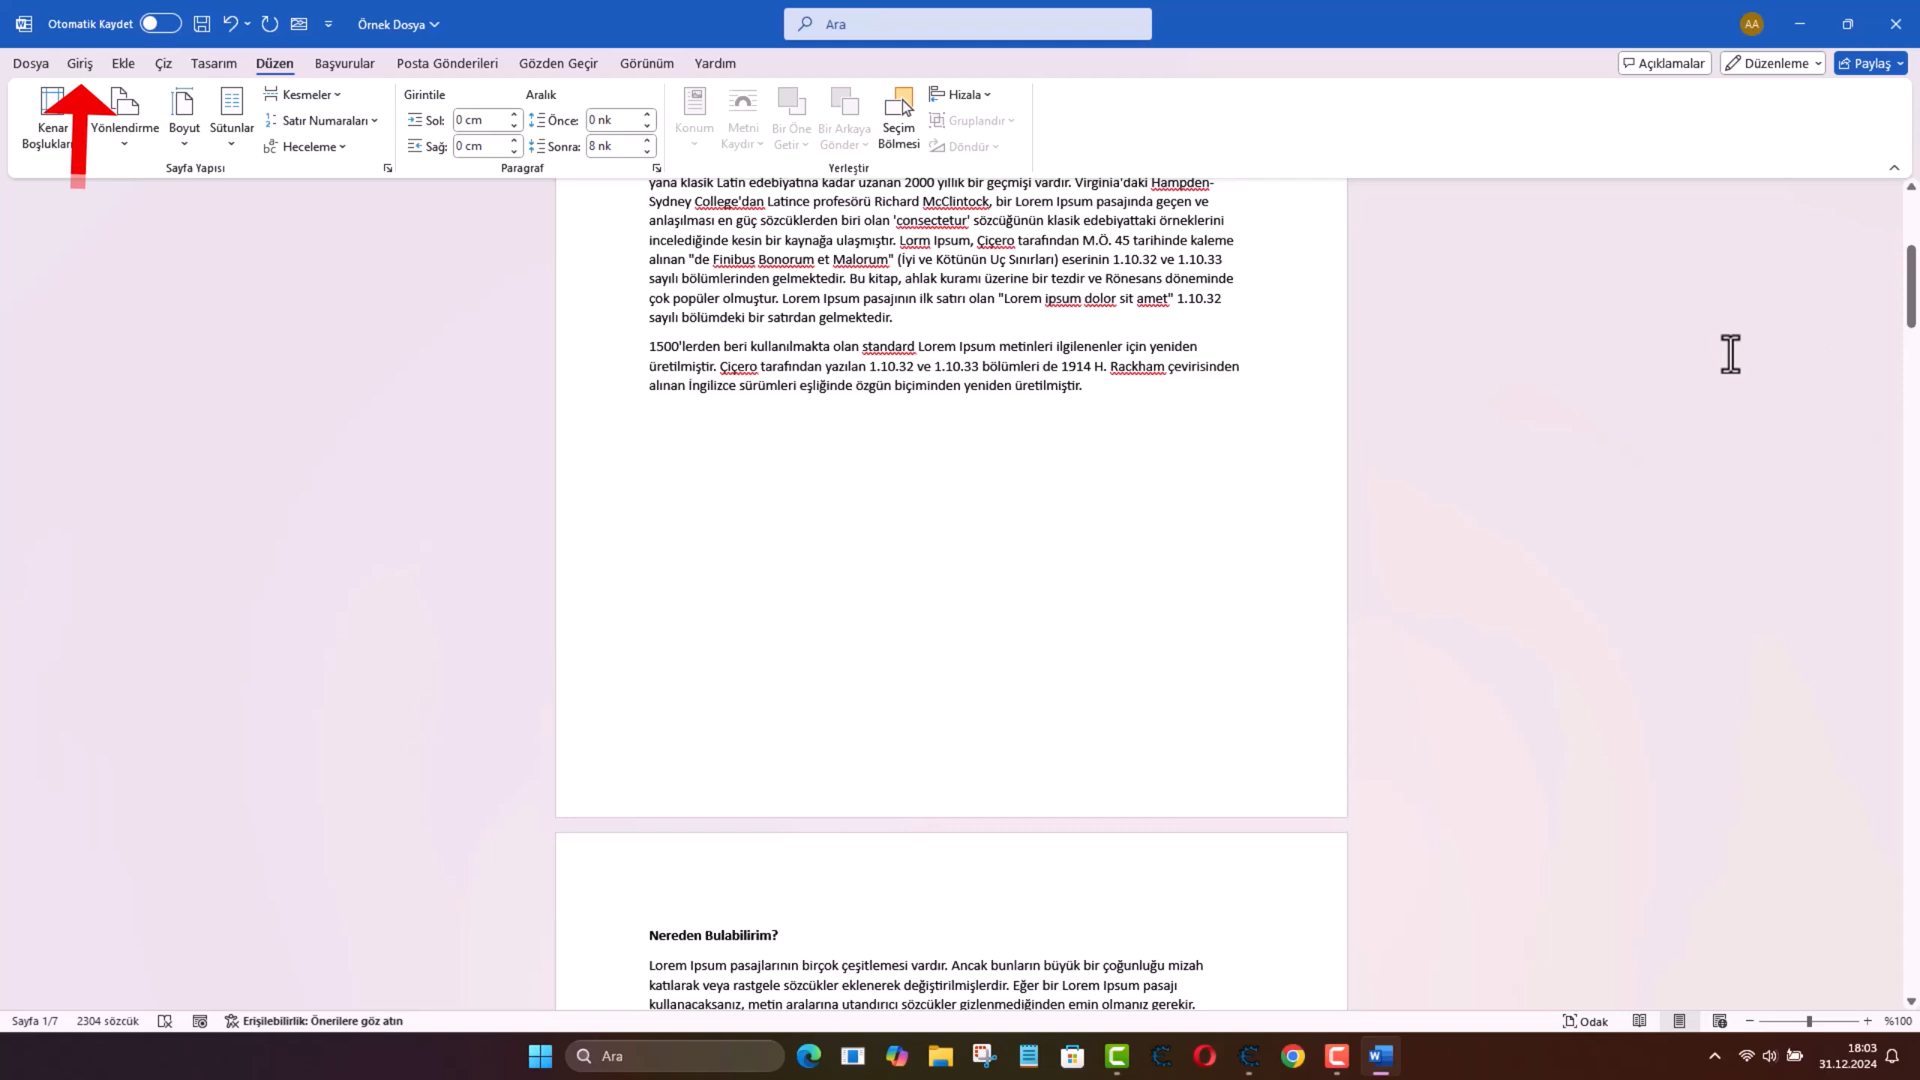 Otomatik Kaydet
Örnek Dosya
Ara
AA
Dosya Giriş Ekle Çiz Tasarım Düzen Başvurular Posta Gönderileri Gözden Geçir Görünüm Yardım
Açıklamalar Düzenleme Paylaş
Kenar Boşlukları
Yönlendirme
Boyut
Sütunlar
Kesmeler
Satır Numaraları
Heceleme
Sayfa Yapısı
Girintile Aralık
Sol: 0 cm Önce: 0 nk
Sağ: 0 cm Sonra: 8 nk
Paragraf
Konum
Metni Kaydır
Bir Öne Getir
Bir Arkaya Gönder
Seçim Bölmesi
Hizala
Gruplandır
Döndür
Yerleştir
yana klasik Latin edebiyatına kadar uzanan 2000 yıllık bir geçmişi vardır. Virginia'daki Hampden-
Sydney College'dan Latince profesörü Richard McClintock, bir Lorem Ipsum pasajında geçen ve
anlaşılması en güç sözcüklerden biri olan 'consectetur' sözcüğünün klasik edebiyattaki örneklerini
incelediğinde kesin bir kaynağa ulaşmıştır. Lorm Ipsum, Çiçero tarafından M.Ö. 45 tarihinde kaleme
alınan "de Finibus Bonorum et Malorum" (İyi ve Kötünün Uç Sınırları) eserinin 1.10.32 ve 1.10.33
sayılı bölümlerinden gelmektedir. Bu kitap, ahlak kuramı üzerine bir tezdir ve Rönesans döneminde
çok popüler olmuştur. Lorem Ipsum pasajının ilk satırı olan "Lorem ipsum dolor sit amet" 1.10.32
sayılı bölümdeki bir satırdan gelmektedir.
1500'lerden beri kullanılmakta olan standard Lorem Ipsum metinleri ilgilenenler için yeniden
üretilmiştir. Çiçero tarafından yazılan 1.10.32 ve 1.10.33 bölümleri de 1914 H. Rackham çevirisinden
alınan İngilizce sürümleri eşliğinde özgün biçiminden yeniden üretilmiştir.
Nereden Bulabilirim?
Lorem Ipsum pasajlarının birçok çeşitlemesi vardır. Ancak bunların büyük bir çoğunluğu mizah
katılarak veya rastgele sözcükler eklenerek değiştirilmişlerdir. Eğer bir Lorem Ipsum pasajı
kullanacaksanız, metin aralarına utandırıcı sözcükler gizlenmediğinden emin olmanız gerekir.
Sayfa 1/7 2304 sözcük Erişilebilirlik: Önerilere göz atın
Odak %100
Ara
18:03
31.12.2024